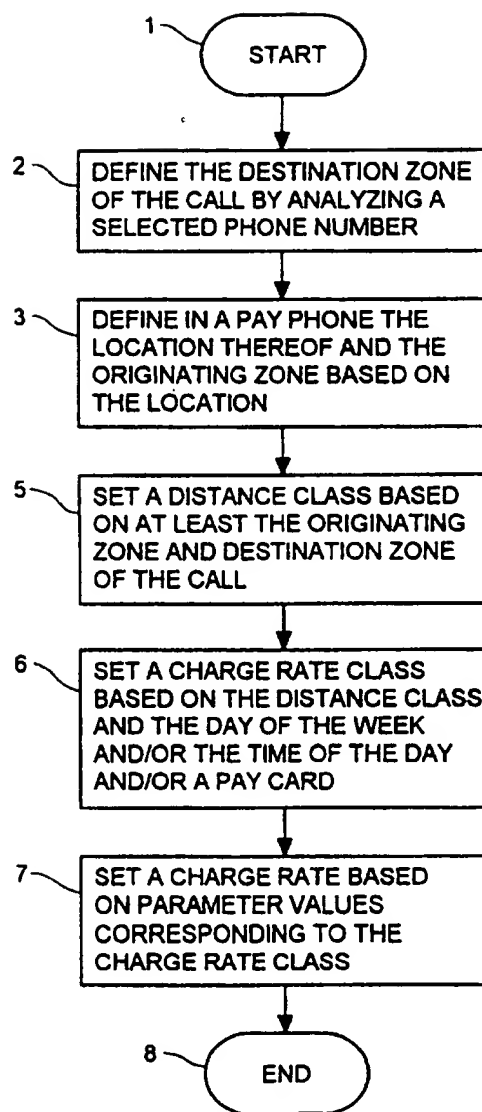 1
START
2
DEFINE THE DESTINATION ZONE
OF THE CALL BY ANALYZING A
SELECTED PHONE NUMBER
3
DEFINE IN A PAY PHONE THE
LOCATION THEREOF AND THE
ORIGINATING ZONE BASED ON
THE LOCATION
5
SET A DISTANCE CLASS BASED
ON AT LEAST THE ORIGINATING
ZONE AND DESTINATION ZONE
OF THE CALL
6
SET A CHARGE RATE CLASS
BASED ON THE DISTANCE CLASS
AND THE DAY OF THE WEEK
AND/OR THE TIME OF THE DAY
AND/OR A PAY CARD
7
SET A CHARGE RATE BASED
ON PARAMETER VALUES
CORRESPONDING TO THE
CHARGE RATE CLASS
8
END